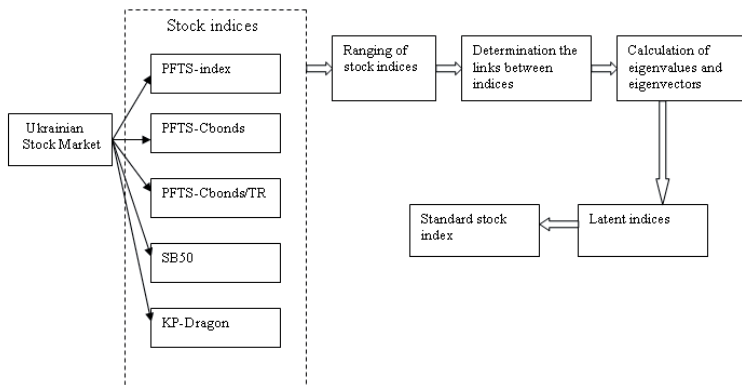 Stock indices
Ukrainian
Stock Market
PFTS-index
PFTS-Cbonds
PFTS-Cbonds/TR
SB50
KP-Dragon
Ranging of
stock indices
Determination the
links between
indices
Calculation of
eigenvalues and
eigenvectors
Latent indices
Standard stock
index